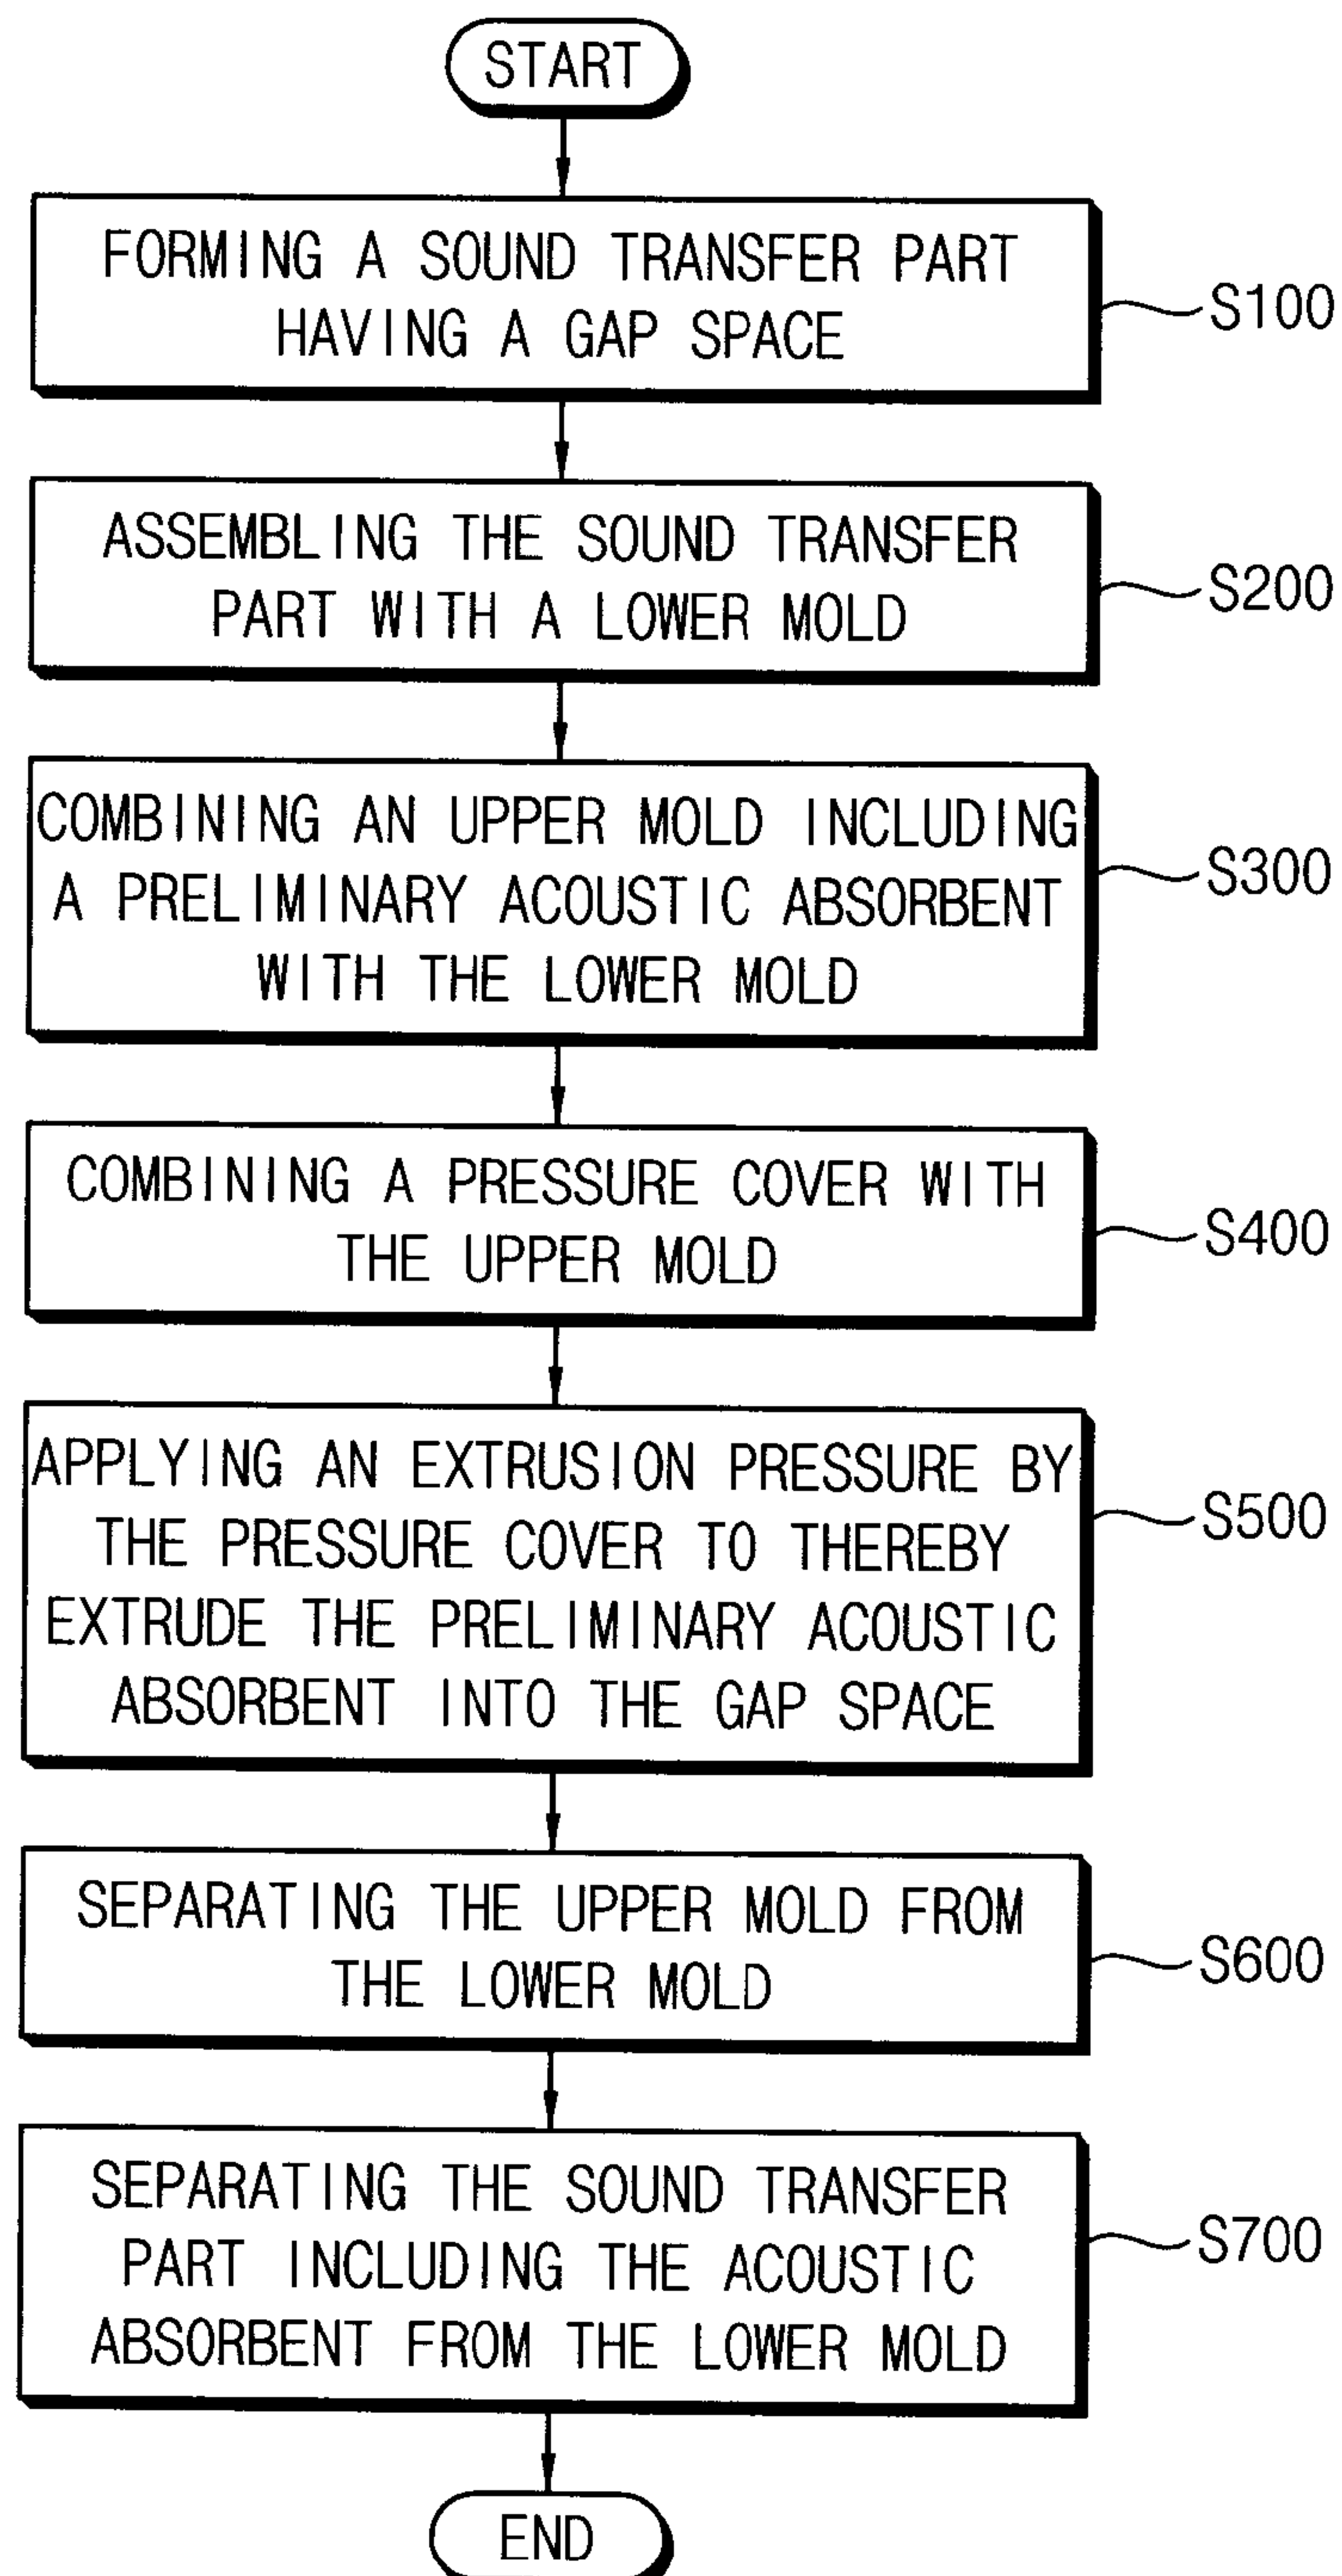 START
FORMING A SOUND TRANSFER PART
HAVING A GAP SPACE
S100
ASSEMBLING THE SOUND TRANSFER
PART WITH A LOWER MOLD
S200
COMBINING AN UPPER MOLD INCLUDING
A PRELIMINARY ACOUSTIC ABSORBENT
WITH THE LOWER MOLD
S300
COMBINING A PRESSURE COVER WITH
THE UPPER MOLD
S400
APPLYING AN EXTRUSION PRESSURE BY
THE PRESSURE COVER TO THEREBY
EXTRUDE THE PRELIMINARY ACOUSTIC
ABSORBENT INTO THE GAP SPACE
S500
SEPARATING THE UPPER MOLD FROM
THE LOWER MOLD
S600
SEPARATING THE SOUND TRANSFER
PART INCLUDING THE ACOUSTIC
ABSORBENT FROM THE LOWER MOLD
S700
END